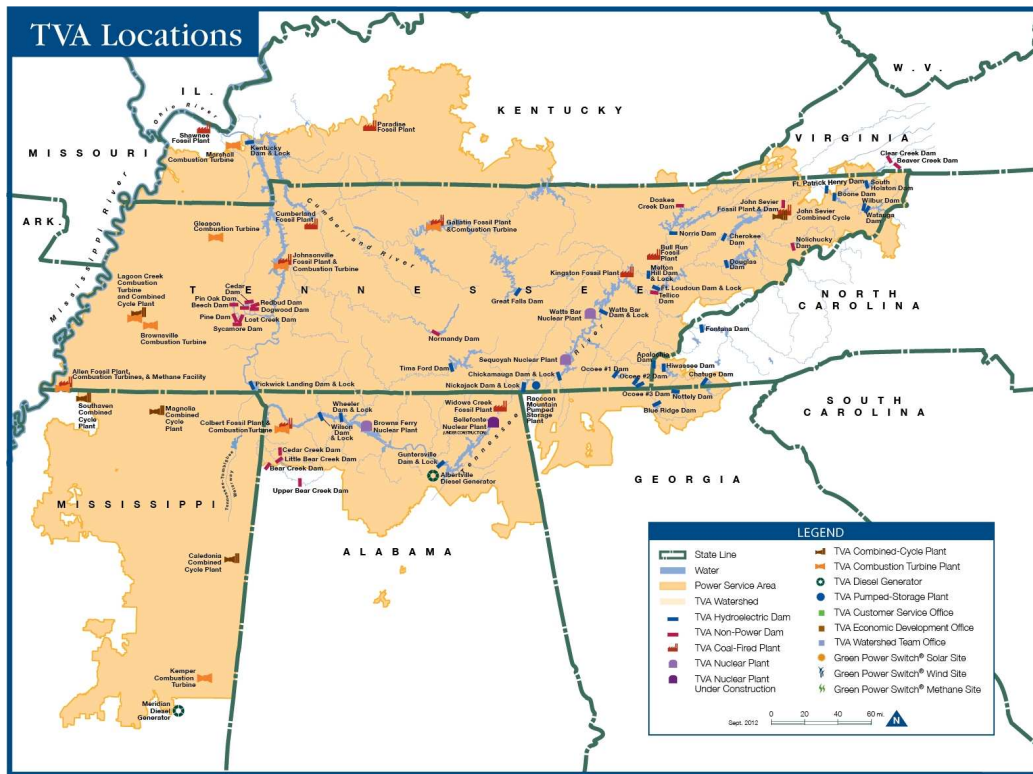 TVA Locations
W. V.
IL.
KENTUCKY
Ohio River
VIRGINIA
MISSOURI
Mississippi River
ARK.
Shawnee
Fossil Plant
Marshall
Combustion Turbine
Kentucky
Dam & Lock
Paradise
Fossil Plant
Clear Creek Dam
Beaver Creek Dam
Ft. Patrick Henry Dam
South
Holston Dam
Boone Dam
Wilbur Dam
Watauga
Dam
John Sevier
Fossil Plant & Dam
John Sevier
Combined Cycle
Doakes
Creek Dam
Norris Dam
Cherokee
Dam
Nolichucky
Dam
Douglas
Dam
Bull Run
Fossil
Plant
Melton
Hill Dam
& Lock
Kingston Fossil Plant
Ft. Loudoun Dam & Lock
Tellico
Dam
Cumberland
Fossil Plant
Cumberland River
Gallatin Fossil Plant
& Combustion Turbine
Gleason
Combustion Turbine
Johnsonville
Fossil Plant &
Combustion Turbine
Lagoon Creek
Combustion
Turbine
and Combined
Cycle Plant
Brownsville
Combustion Turbine
TENNESSEE
Cedar
Dam
Pin Oak Dam
Beech Dam
Redbud Dam
Dogwood Dam
Pine Dam
Lost Creek Dam
Sycamore Dam
Great Falls Dam
Watts Bar
Nuclear Plant
Watts Bar
Dam & Lock
Normandy Dam
NORTH
CAROLINA
Fontana Dam
Tims Ford Dam
Sequoyah Nuclear Plant
Chickamauga Dam & Lock
Nickajack Dam & Lock
River
Ocoee #1 Dam
Ocoee #2 Dam
Ocoee #3 Dam
Apalachia
Dam
Hiwassee Dam
Chatuge Dam
Nottely Dam
Blue Ridge Dam
Raccoon
Mountain
Pumped
Storage
Plant
Allen Fossil Plant,
Combustion Turbines, & Methane Facility
Pickwick Landing Dam & Lock
Southaven
Combined
Cycle
Plant
Magnolia
Combined
Cycle
Plant
Colbert Fossil Plant &
Combustion Turbine
Wheeler
Dam & Lock
Wilson
Dam
& Lock
Browns Ferry
Nuclear Plant
Widows Creek
Fossil Plant
Bellefonte
Nuclear Plant
(UNDER CONSTRUCTION)
Tennessee
Guntersville
Dam & Lock
Albertville
Diesel Generator
Cedar Creek Dam
Little Bear Creek Dam
Bear Creek Dam
Upper Bear Creek Dam
Tennessee-Tombigbee
Waterway
SOUTH
CAROLINA
GEORGIA
MISSISSIPPI
ALABAMA
Caledonia
Combined
Cycle Plant
Kemper
Combustion
Turbine
Meridian
Diesel
Generator
LEGEND
State Line
Water
Power Service Area
TVA Watershed
TVA Hydroelectric Dam
TVA Non-Power Dam
TVA Coal-Fired Plant
TVA Nuclear Plant
TVA Nuclear Plant
Under Construction
TVA Combined-Cycle Plant
TVA Combustion Turbine Plant
TVA Diesel Generator
TVA Pumped-Storage Plant
TVA Customer Service Office
TVA Economic Development Office
TVA Watershed Team Office
Green Power Switch® Solar Site
Green Power Switch® Wind Site
Green Power Switch® Methane Site
Sept. 2012
0 20 40 60 mi.
N